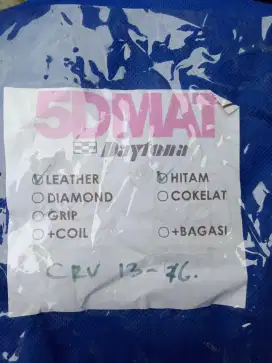 5DMAT
Daytona
LEATHER HITAM
DIAMOND COKELAT
GRIP
+COIL +BAGASI
CRV 13-16.